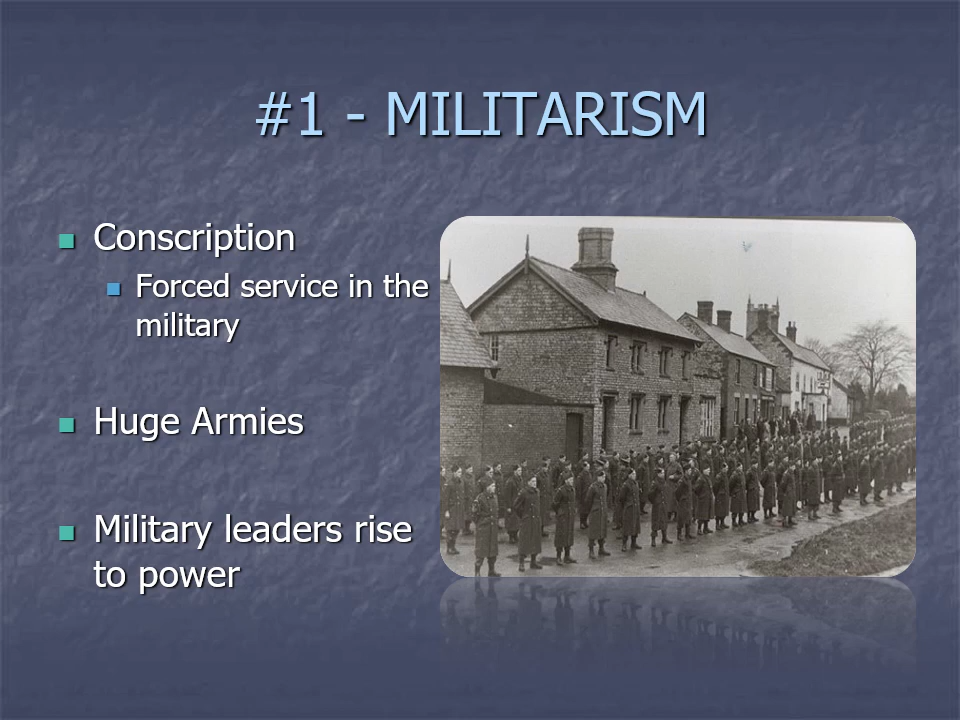 #1 - MILITARISM
Conscription
Forced service in the
military
Huge Armies
Military leaders rise
to power